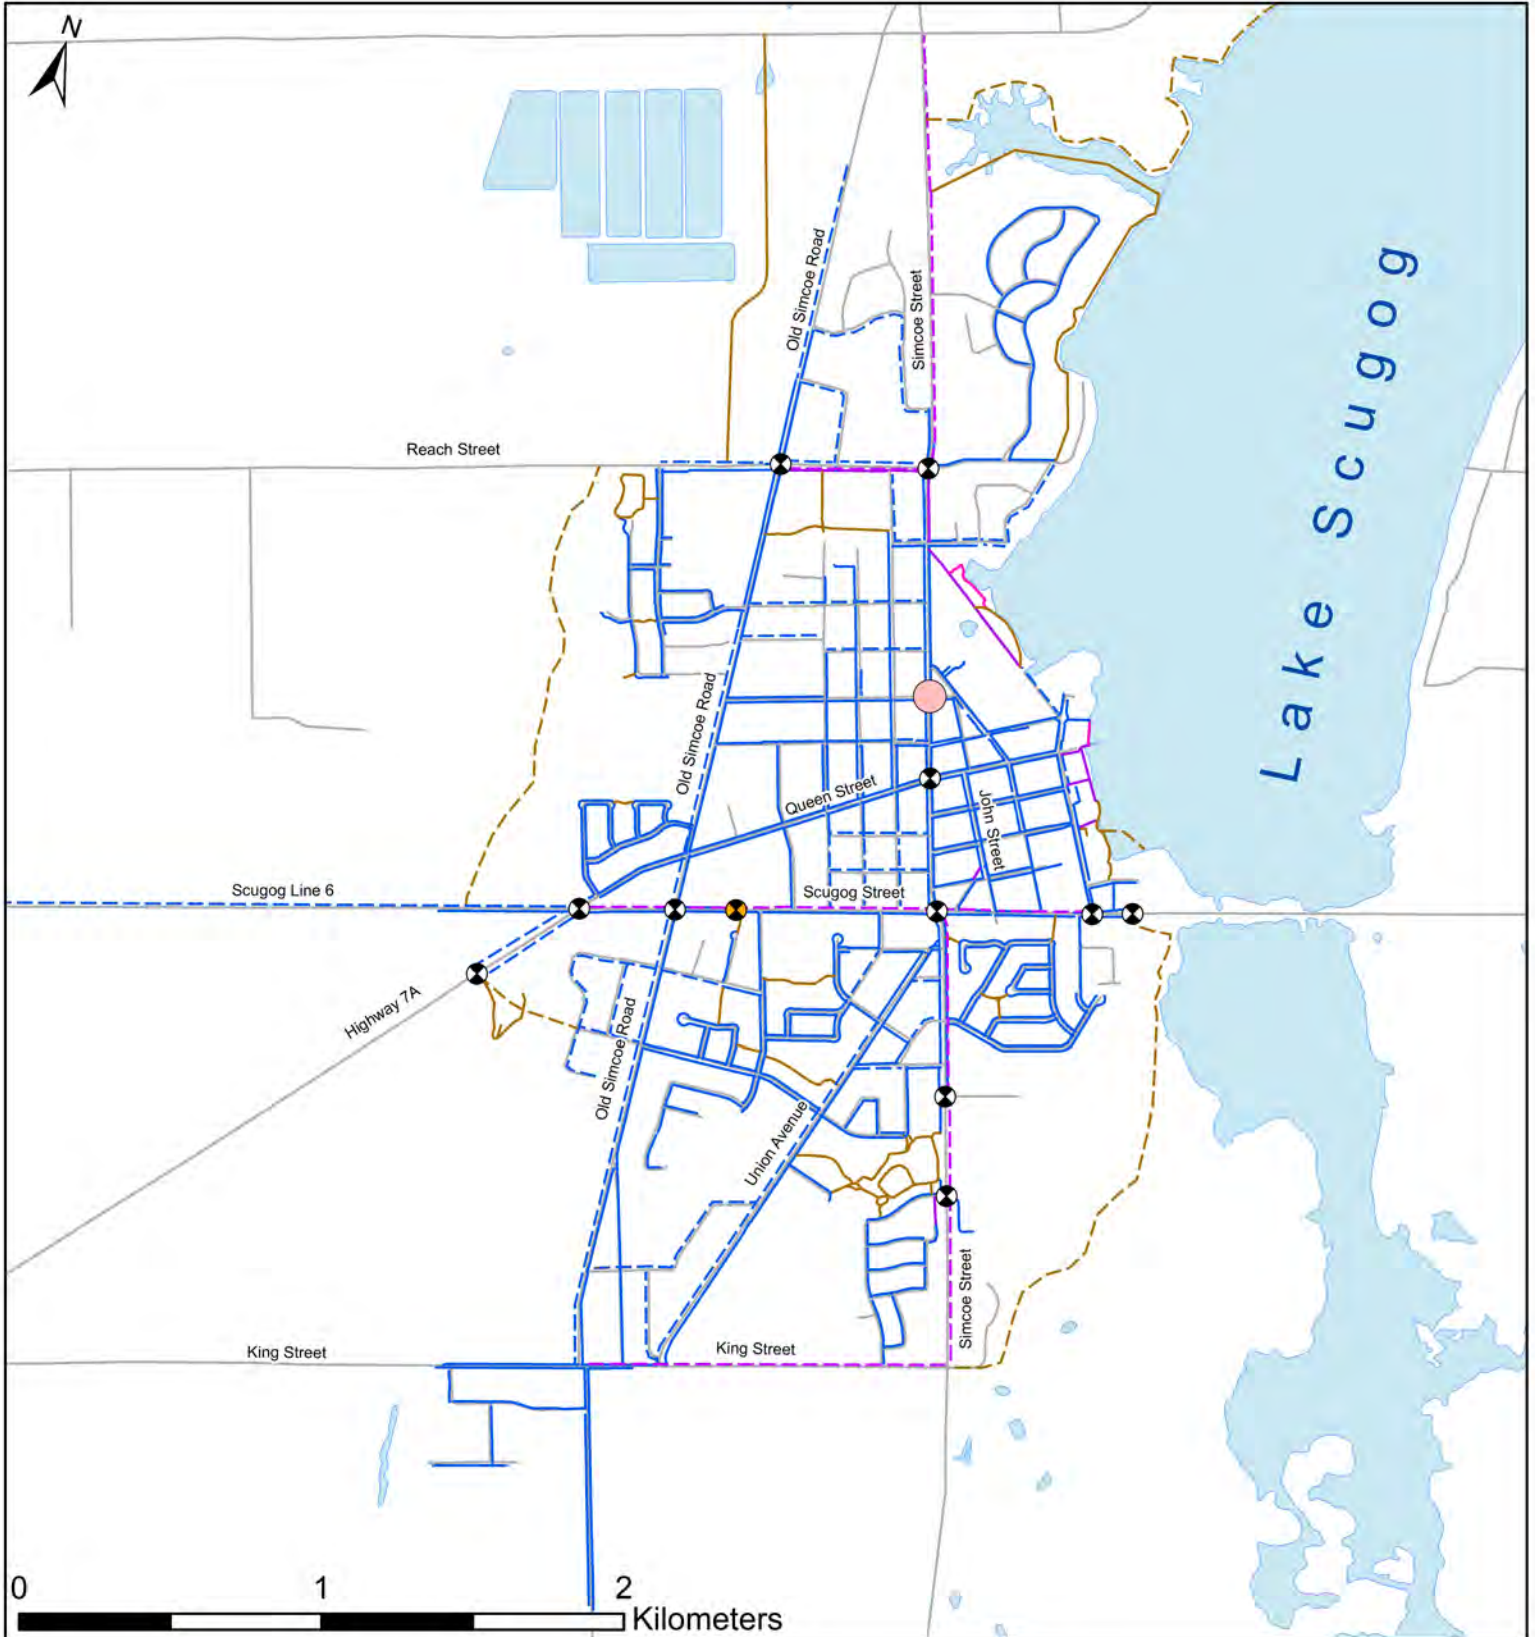 N
Old Simcoe Road
Simcoe Street
Lake Scugog
Reach Street
Old Simcoe Road
Queen Street
John Street
Scugog Line 6
Scugog Street
Highway 7A
Old Simcoe Road
Union Avenue
Simcoe Street
King Street
King Street
0 1 2
Kilometers